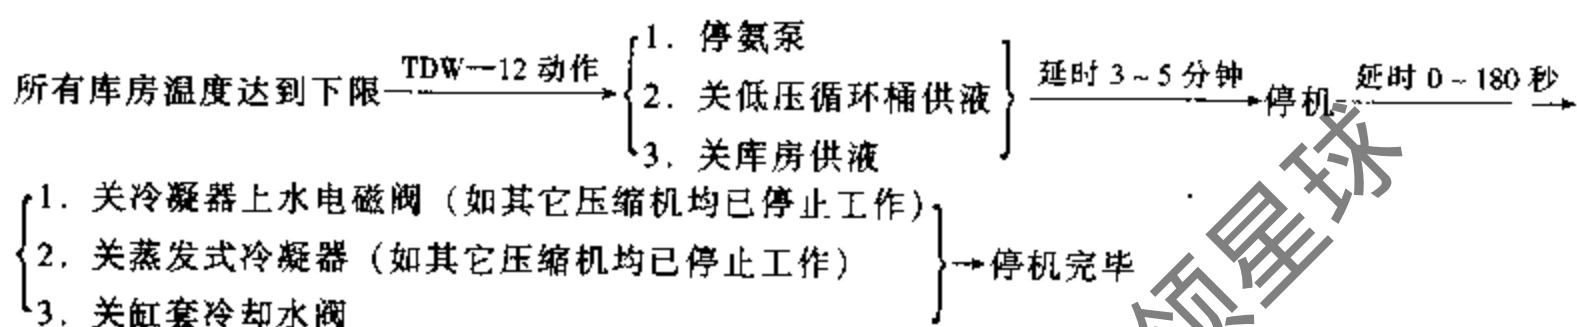 1. 停氨泵
所有库房温度达到下限 TDW—12 动作 2. 关低压循环桶供液 延时 3~5 分钟 停机 延时 0~180 秒
3. 关库房供液
1. 关冷凝器上水电磁阀（如其它压缩机均已停止工作）
2. 关蒸发式冷凝器（如其它压缩机均已停止工作） 停机完毕
3. 关缸套冷却水阀
领星球